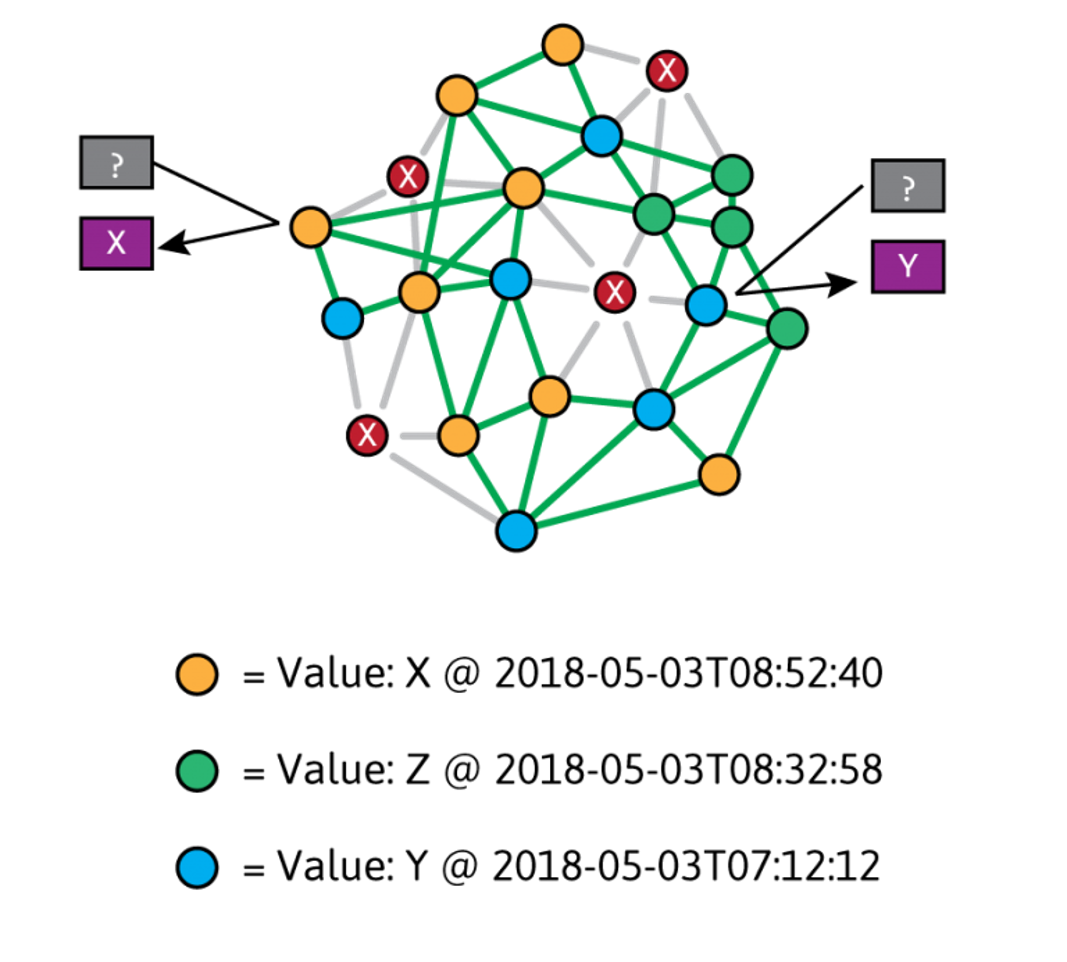 X
X
?
?
X
Y
X
X
= Value: X @ 2018-05-03T08:52:40
= Value: Z @ 2018-05-03T08:32:58
= Value: Y @ 2018-05-03T07:12:12